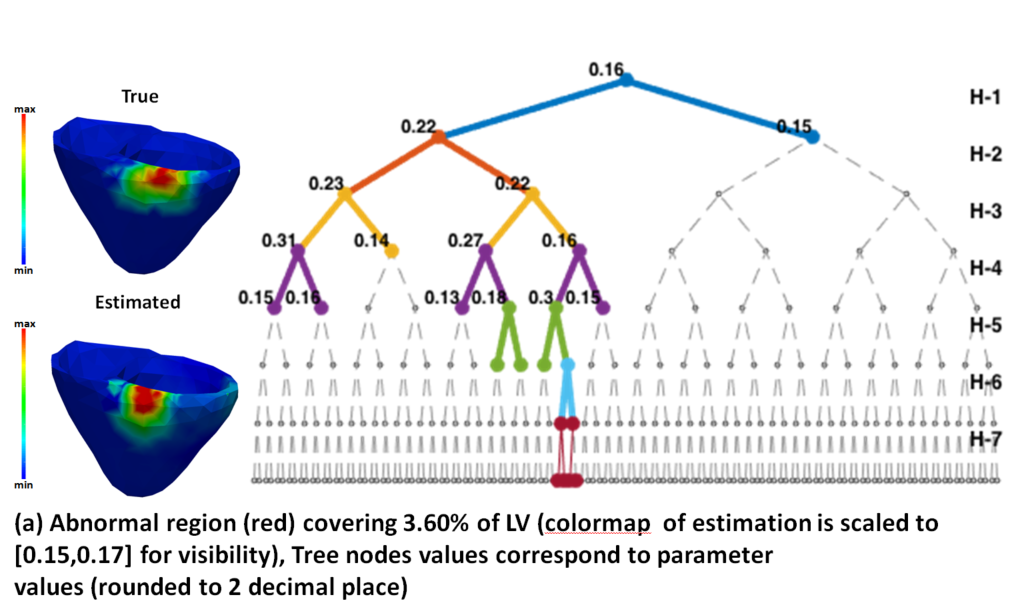 0.16
H-1
True
max
0.22
0.15
H-2
0.23
0.22
H-3
0.31
0.14
0.27
0.16
min
H-4
Estimated
0.15
0.16
0.13
0.18
0.3
0.15
max
H-5
H-6
H-7
min
(a) Abnormal region (red) covering 3.60% of LV (colormap of estimation is scaled to
[0.15,0.17] for visibility), Tree nodes values correspond to parameter
values (rounded to 2 decimal place)